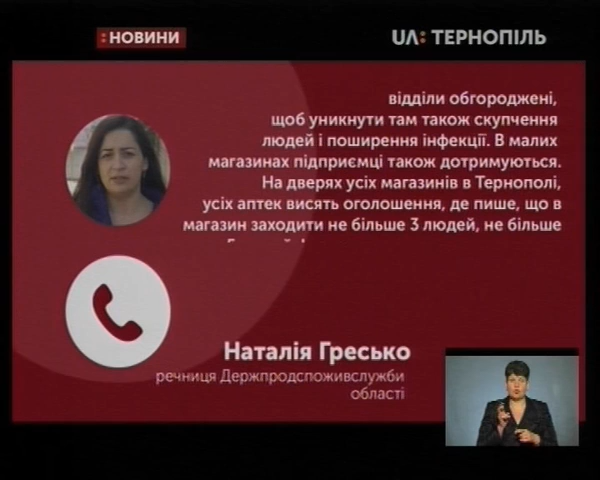 :НОВИНИ
UA: ТЕРНОПІЛЬ
відділи обгороджені,
щоб уникнути там також скупчення
людей і поширення інфекції. В малих
магазинах підприємці також дотримуються.
На дверях усіх магазинів в Тернополі,
усіх аптек висять оголошення, де пише, що в
магазин заходити не більше 3 людей, не більше
Наталія Гресько
речниця Держпродспоживслужби
області